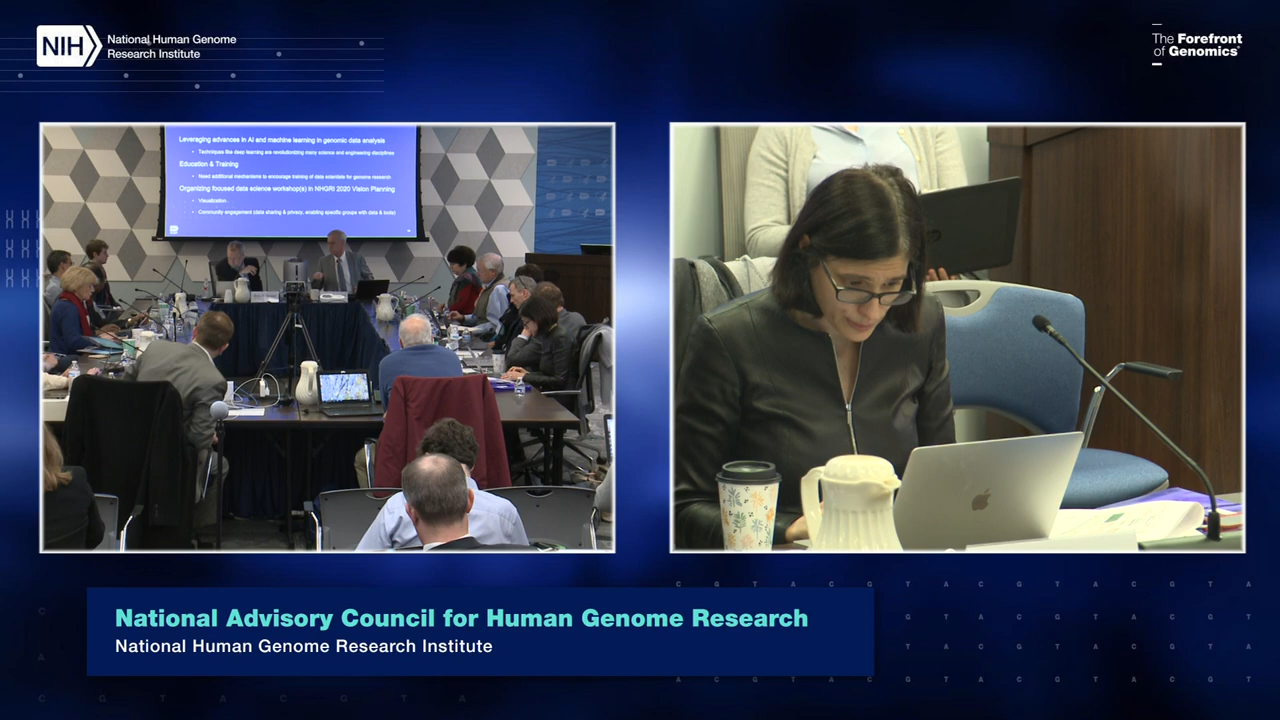 NIH
National Human Genome
Research Institute
The Forefront
of Genomics®
Leveraging advances in AI and machine learning in genomic data analysis
• Techniques like deep learning are revolutionizing many science and engineering disciplines
Education & Training
• Need additional mechanisms to encourage training of data scientists for genome research
Organizing focused data science workshop(s) in NHGRI 2020 Vision Planning
• Visualization
• Community engagement (data sharing & privacy, enabling specific groups with data & tools)
National Advisory Council for Human Genome Research
National Human Genome Research Institute
C G T A C G T A C G T A C G T A
G T A C G T A C G T
T A C G T A C G T A
A C G T A C G T A C G T A C G T
C
A
C G T A C G T A